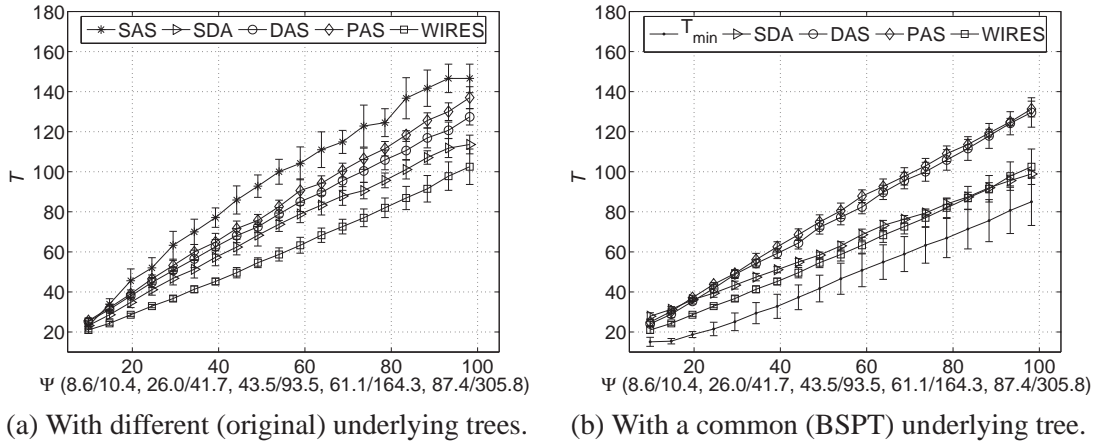 180
160
140
120
100
80
60
40
20
T
SAS SDA DAS PAS WIRES
20 40 60 80 100
Ψ (8.6/10.4, 26.0/41.7, 43.5/93.5, 61.1/164.3, 87.4/305.8)
(a) With different (original) underlying trees.
180
160
140
120
100
80
60
40
20
T
T_min SDA DAS PAS WIRES
20 40 60 80 100
Ψ (8.6/10.4, 26.0/41.7, 43.5/93.5, 61.1/164.3, 87.4/305.8)
(b) With a common (BSPT) underlying tree.